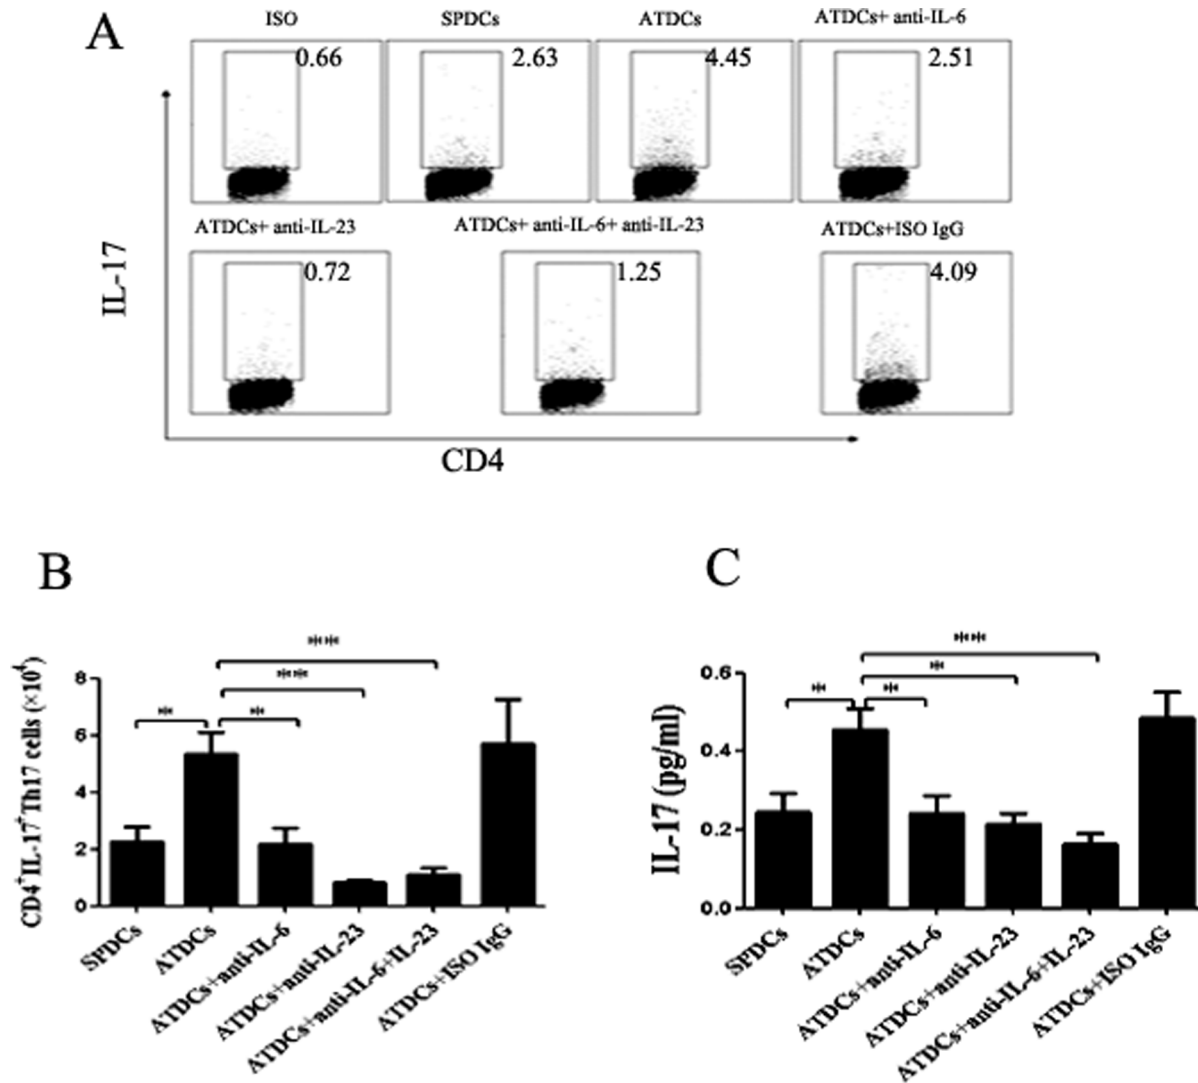 A
ISO SPDCs ATDCs ATDCs+ anti-IL-6
0.66 2.63 4.45 2.51
ATDCs+ anti-IL-23 ATDCs+ anti-IL-6+ anti-IL-23 ATDCs+ISO IgG
0.72 1.25 4.09
IL-17
CD4
B
CD4+IL-17+Th17 cells (×10⁴)
8
6
4
2
0
**
**
* *
SPDCs ATDCs ATDCs+anti-IL-6 ATDCs+anti-IL-23 ATDCs+anti-IL-6+IL-23 ATDCs+ISO IgG
C
IL-17 (pg/ml)
0.6
0.4
0.2
0.0
**
*
* *
SPDCs ATDCs ATDCs+anti-IL-6 ATDCs+anti-IL-23 ATDCs+anti-IL-6+IL-23 ATDCs+ISO IgG